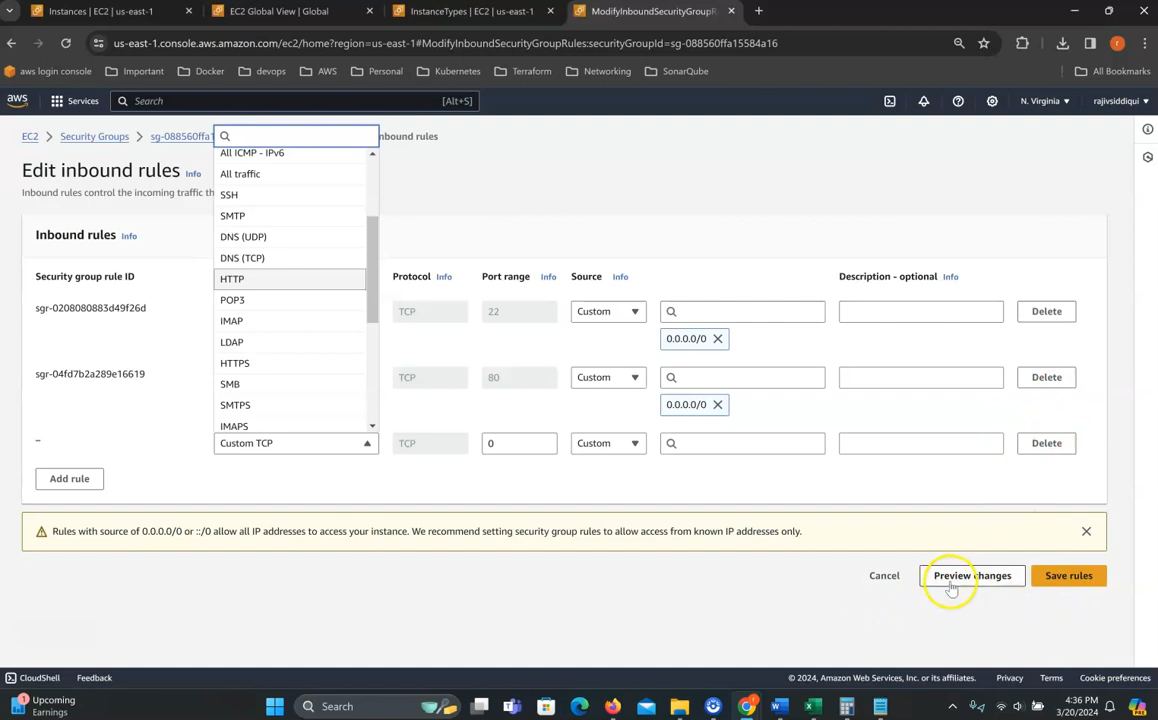 Instances | EC2 | us-east-1
EC2 Global View | Global
InstanceTypes | EC2 | us-east-1
ModifyInboundSecurityGroupR
us-east-1.console.aws.amazon.com/ec2/home?region=us-east-1#ModifyInboundSecurityGroupRules:securityGroupId=sg-088560ffa15584a16
aws login console
Important
Docker
devops
AWS
Personal
Kubernetes
Terraform
Networking
SonarQube
All Bookmarks
aws
Services
Search
[Alt+S]
N. Virginia
rajivsiddiqui
EC2
Security Groups
sg-088560ffa1
nbound rules
Edit inbound rules
Info
Inbound rules control the incoming traffic th
All ICMP - IPv6
All traffic
SSH
SMTP
DNS (UDP)
DNS (TCP)
HTTP
POP3
IMAP
LDAP
HTTPS
SMB
SMTPS
IMAPS
Custom TCP
Inbound rules Info
Security group rule ID
Protocol Info
Port range Info
Source Info
Description - optional Info
sgr-0208080883d49f26d
TCP
22
Custom
Delete
0.0.0.0/0
sgr-04fd7b2a289e16619
TCP
80
Custom
Delete
0.0.0.0/0
–
TCP
0
Custom
Delete
Add rule
Rules with source of 0.0.0.0/0 or ::/0 allow all IP addresses to access your instance. We recommend setting security group rules to allow access from known IP addresses only.
Cancel
Preview changes
Save rules
CloudShell
Feedback
© 2024, Amazon Web Services, Inc. or its affiliates.
Privacy
Terms
Cookie preferences
1
Upcoming
Earnings
Search
4:36 PM
3/20/2024